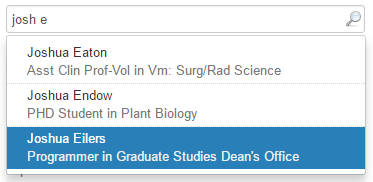 josh e
Joshua Eaton
Asst Clin Prof-Vol in Vm: Surg/Rad Science
Joshua Endow
PHD Student in Plant Biology
Joshua Eilers
Programmer in Graduate Studies Dean's Office